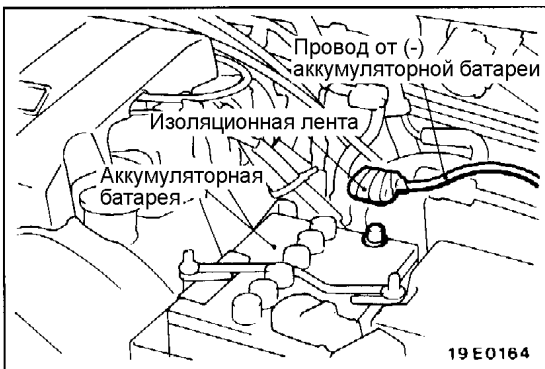 Провод от (-)
аккумуляторной батареи
Изоляционная лента
Аккумуляторная
батарея
19E0164